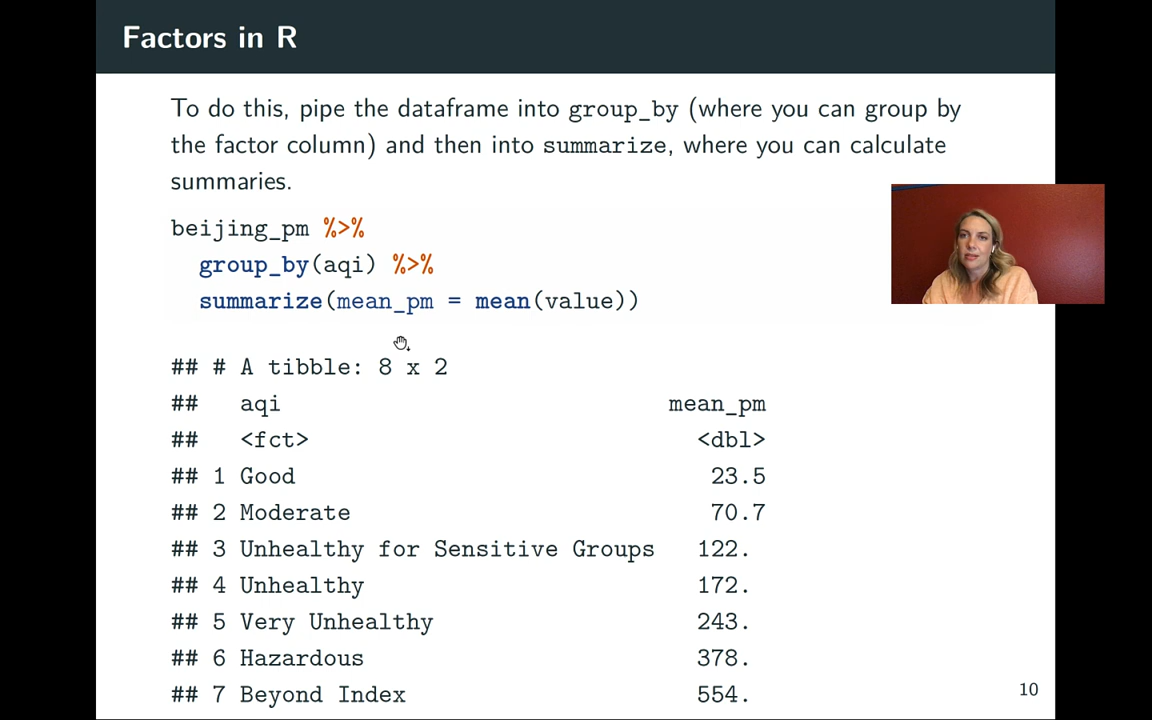 Factors in R
To do this, pipe the dataframe into group_by (where you can group by
the factor column) and then into summarize, where you can calculate
summaries.
beijing_pm %>%
  group_by(aqi) %>%
  summarize(mean_pm = mean(value))
## # A tibble: 8 x 2
##   aqi                            mean_pm
##   <fct>                            <dbl>
## 1 Good                              23.5
## 2 Moderate                          70.7
## 3 Unhealthy for Sensitive Groups   122.
## 4 Unhealthy                        172.
## 5 Very Unhealthy                   243.
## 6 Hazardous                        378.
## 7 Beyond Index                     554.
10